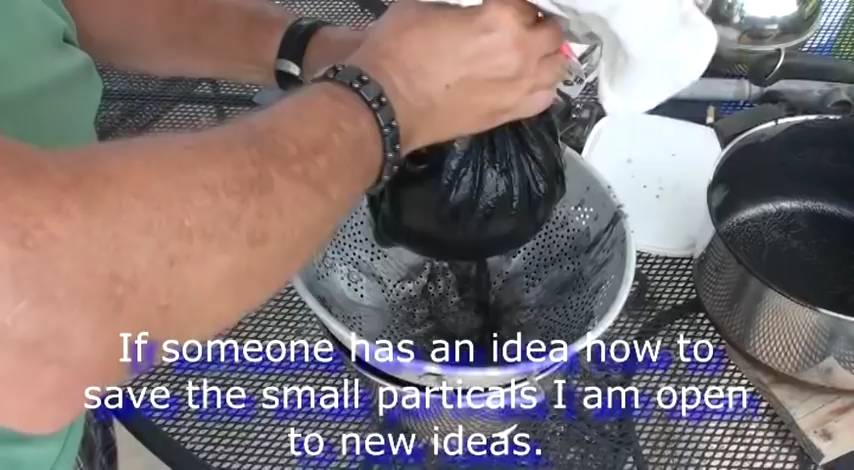 If someone has an idea how to
save the small particals I am open
to new ideas.